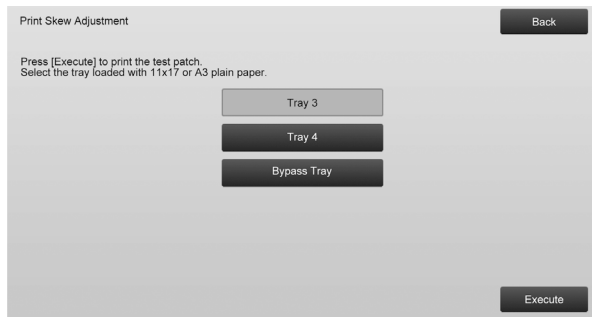 Print Skew Adjustment
Back
Press [Execute] to print the test patch.
Select the tray loaded with 11x17 or A3 plain paper.
Tray 3
Tray 4
Bypass Tray
Execute